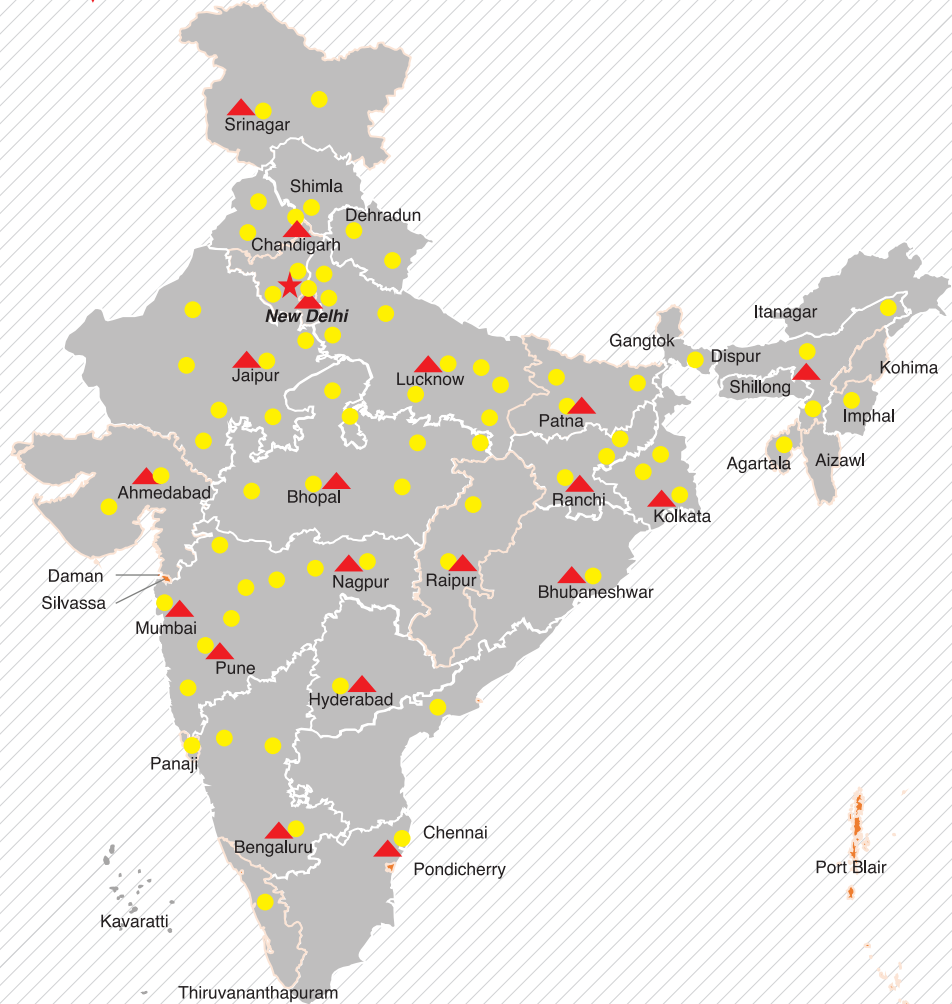 Srinagar
Shimla
Dehradun
Chandigarh
New Delhi
Itanagar
Gangtok
Dispur
Kohima
Jaipur
Lucknow
Shillong
Patna
Imphal
Agartala
Aizawl
Ahmedabad
Bhopal
Ranchi
Kolkata
Daman
Nagpur
Raipur
Bhubaneshwar
Silvassa
Mumbai
Pune
Hyderabad
Panaji
Chennai
Bengaluru
Pondicherry
Port Blair
Kavaratti
Thiruvananthapuram